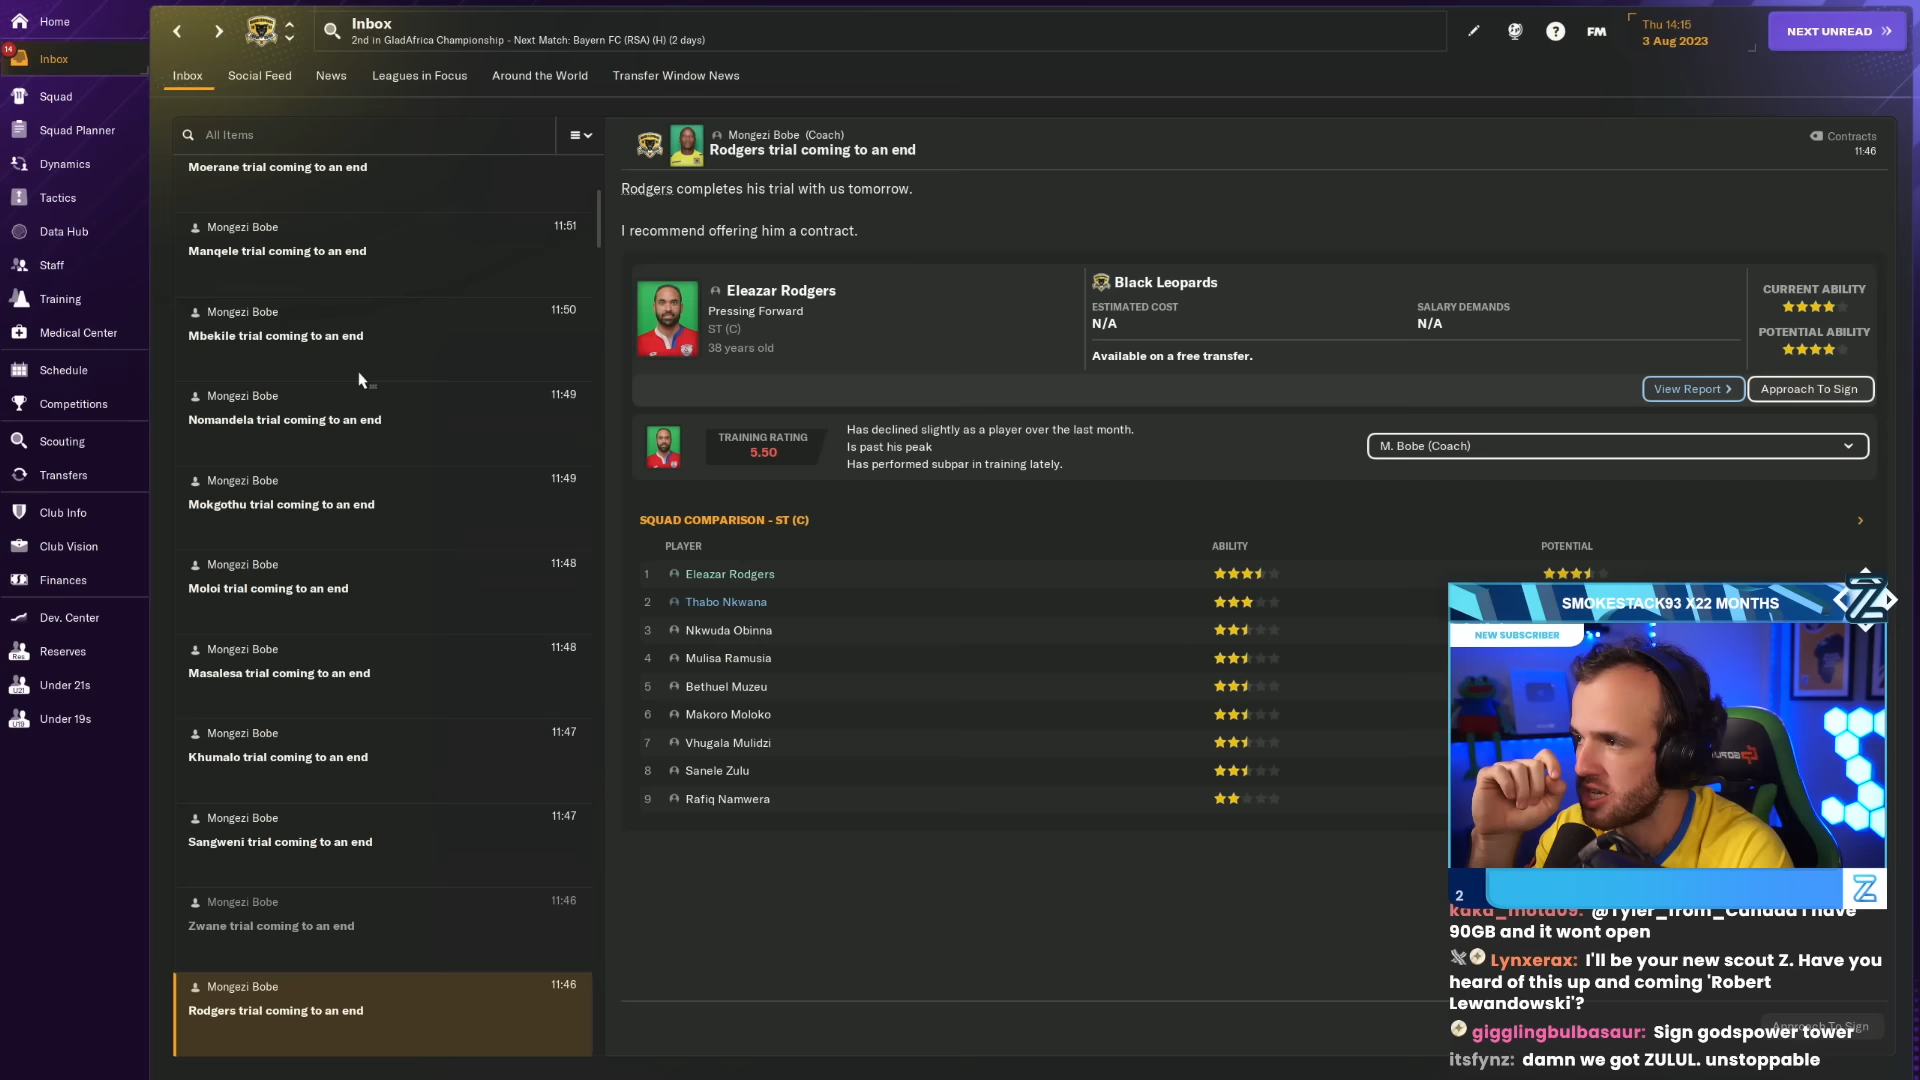 Home
14
Inbox
Squad
Squad Planner
Dynamics
Tactics
Data Hub
Staff
Training
Medical Center
Schedule
Competitions
Scouting
Transfers
Club Info
Club Vision
Finances
Dev. Center
Reserves
Under 21s
Under 19s
Inbox
2nd in GladAfrica Championship - Next Match: Bayern FC (RSA) (H) (2 days)
FM
Thu 14:15
3 Aug 2023
NEXT UNREAD
Inbox Social Feed News Leagues in Focus Around the World Transfer Window News
All Items
Moerane trial coming to an end
Mongezi Bobe 11:51
Manqele trial coming to an end
Mongezi Bobe 11:50
Mbekile trial coming to an end
Mongezi Bobe 11:49
Nomandela trial coming to an end
Mongezi Bobe 11:49
Mokgothu trial coming to an end
Mongezi Bobe 11:48
Moloi trial coming to an end
Mongezi Bobe 11:48
Masalesa trial coming to an end
Mongezi Bobe 11:47
Khumalo trial coming to an end
Mongezi Bobe 11:47
Sangweni trial coming to an end
Mongezi Bobe 11:46
Zwane trial coming to an end
Mongezi Bobe 11:46
Rodgers trial coming to an end
Mongezi Bobe (Coach)
Rodgers trial coming to an end
Contracts
11:46
Rodgers completes his trial with us tomorrow.
I recommend offering him a contract.
Eleazar Rodgers
Pressing Forward
ST (C)
38 years old
Black Leopards
ESTIMATED COST SALARY DEMANDS
N/A N/A
Available on a free transfer.
CURRENT ABILITY
POTENTIAL ABILITY
View Report Approach To Sign
TRAINING RATING
5.50
Has declined slightly as a player over the last month.
Is past his peak
Has performed subpar in training lately.
M. Bobe (Coach)
SQUAD COMPARISON - ST (C)
PLAYER ABILITY POTENTIAL
1 Eleazar Rodgers
2 Thabo Nkwana
3 Nkwuda Obinna
4 Mulisa Ramusia
5 Bethuel Muzeu
6 Makoro Moloko
7 Vhugala Mulidzi
8 Sanele Zulu
9 Rafiq Namwera
SMOKESTACK93 X22 MONTHS
NEW SUBSCRIBER
2
Z
kaka_mota09: @Tyler_from_Canada I have
90GB and it wont open
Lynxerax: I'll be your new scout Z. Have you
heard of this up and coming 'Robert
Lewandowski'?
Approach To Sign
gigglingbulbasaur: Sign godspower tower
itsfynz: damn we got ZULUL. unstoppable